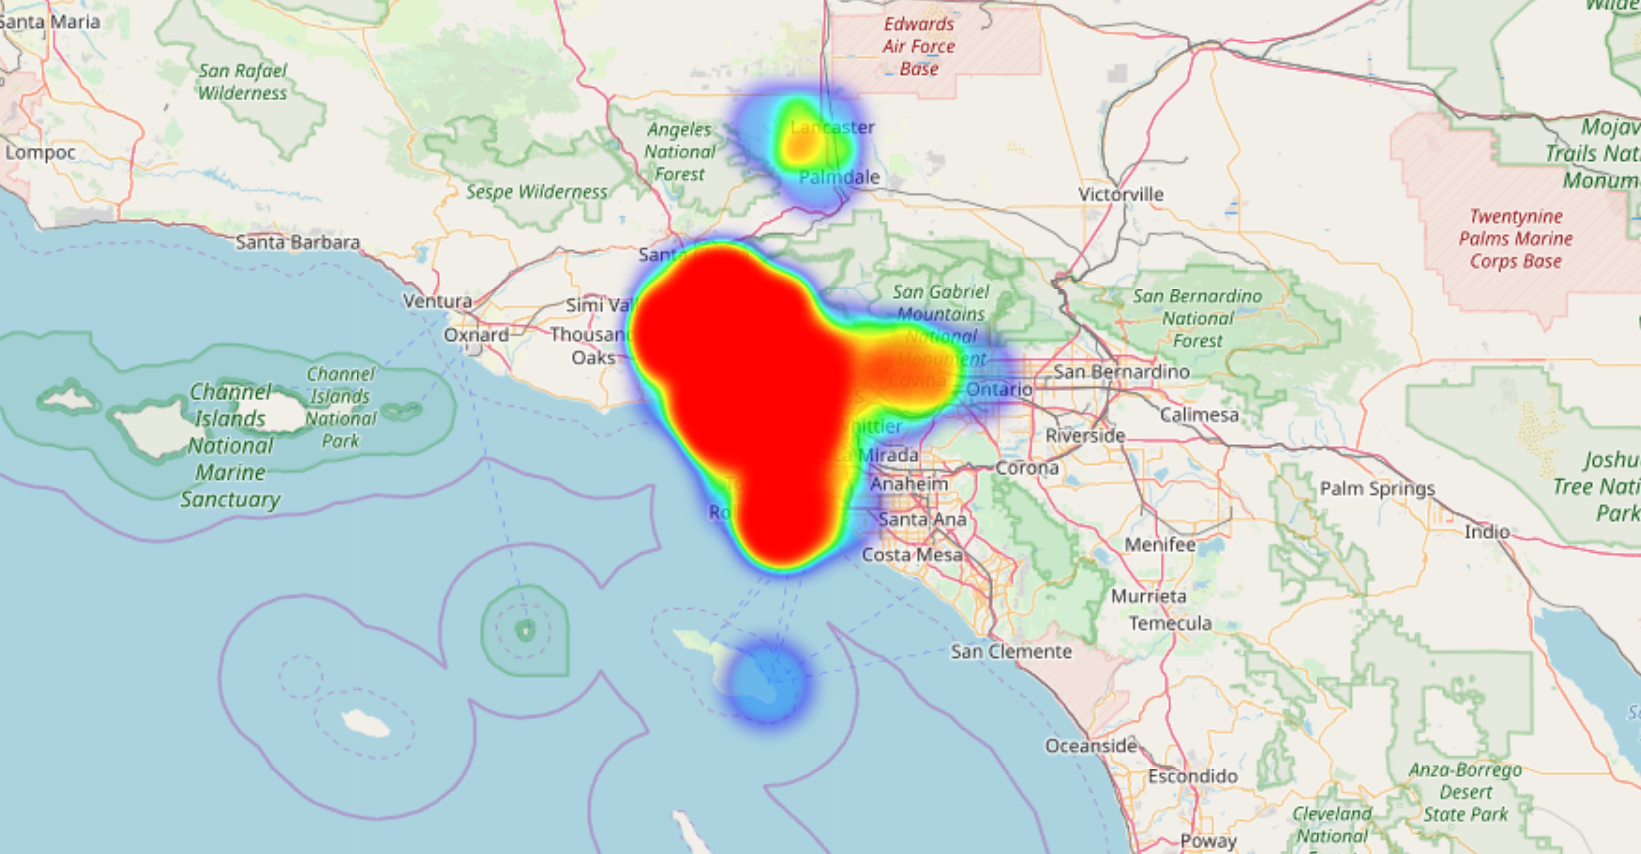 Santa Maria
San Rafael
Wilderness
Lompoc
Santa Barbara
Sespe Wilderness
Angeles
National
Forest
Edwards
Air Force
Base
Lancaster
Palmdale
Victorville
Mojav
Trails Nati
Monum
Twentynine
Palms Marine
Corps Base
Santa
Ventura
Oxnard
Simi Val
Thousand
Oaks
San Gabriel
Mountains
National
Monument
Covina
Ontario
San Bernardino
National
Forest
San Bernardino
Calimesa
Riverside
Corona
hittier
La Mirada
Anaheim
Santa Ana
Costa Mesa
Ro
Channel
Islands
National
Marine
Sanctuary
Channel
Islands
National
Park
Palm Springs
Indio
Joshu
Tree Nati
Park
Menifee
Murrieta
Temecula
San Clemente
Oceanside
Escondido
Poway
Anza-Borrego
Desert
State Park
Cleveland
National